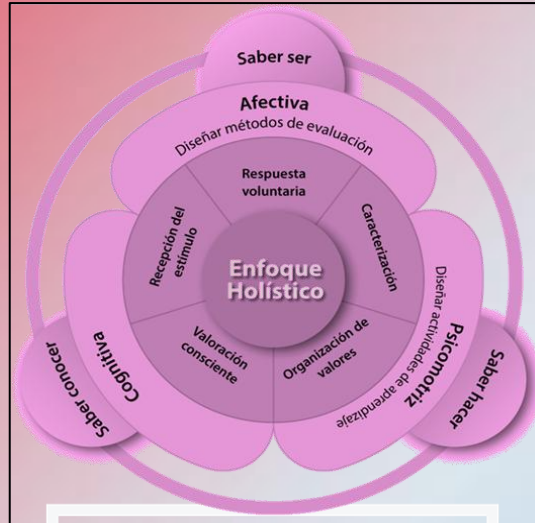 Saber ser
Afectiva
Diseñar métodos de evaluación
Respuesta
voluntaria
Recepción del
estímulo
Caracterización
Enfoque
Holístico
Valoración
consciente
Organización de
valores
Cognitiva
Saber conocer
Diseñar actividades de aprendizaje
Psicomotriz
Saber hacer